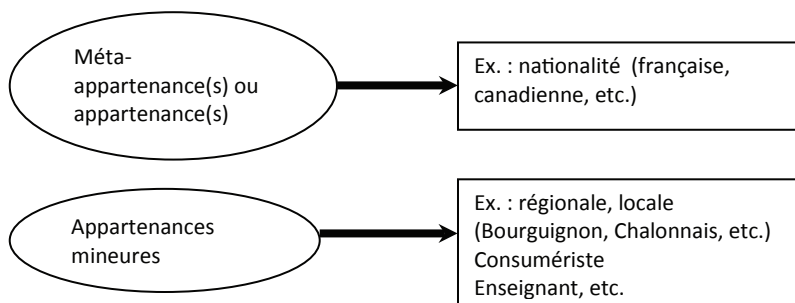 Méta-
appartenance(s) ou
appartenance(s)
Ex. : nationalité (française,
canadienne, etc.)
Appartenances
mineures
Ex. : régionale, locale
(Bourguignon, Chalonnais, etc.)
Consumériste
Enseignant, etc.